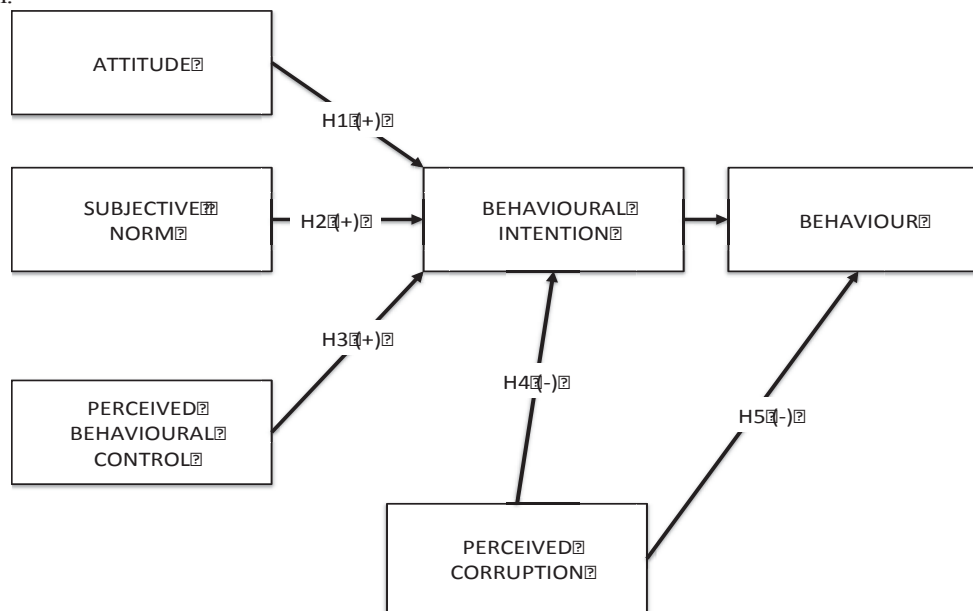 ATTITUDE�
H1�(+)�
SUBJECTIVE��
NORM�
H2�(+)�
BEHAVIOURAL�
INTENTION�
BEHAVIOUR�
H3�(+)�
PERCEIVED�
BEHAVIOURAL�
CONTROL�
H4�(-)�
H5�(-)�
PERCEIVED�
CORRUPTION�